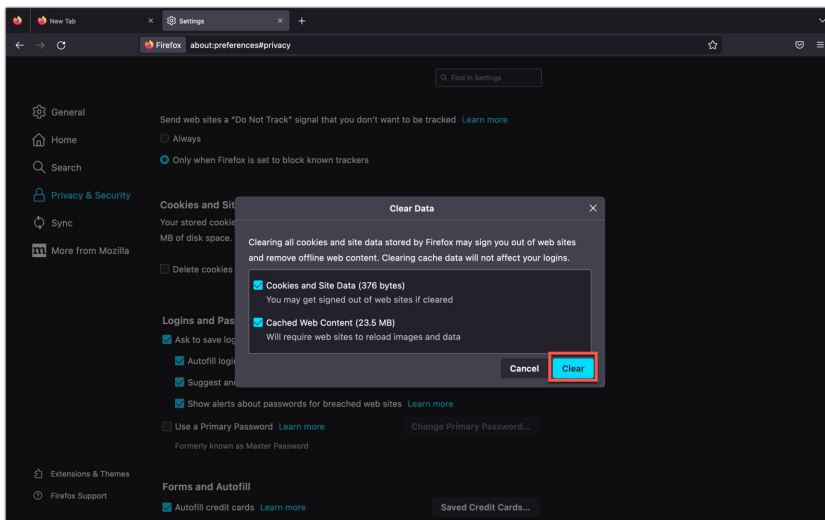 New Tab
Settings
Firefox about:preferences#privacy
Find in Settings
General
Home
Search
Privacy & Security
Sync
More from Mozilla
Extensions & Themes
Firefox Support
Send web sites a “Do Not Track” signal that you don't want to be tracked Learn more
Always
Only when Firefox is set to block known trackers
Cookies and Sit
Your stored cookie
MB of disk space.
Delete cookies
Clear Data
Clearing all cookies and site data stored by Firefox may sign you out of web sites
and remove offline web content. Clearing cache data will not affect your logins.
Cookies and Site Data (376 bytes)
You may get signed out of web sites if cleared
Cached Web Content (23.5 MB)
Will require web sites to reload images and data
Cancel Clear
Logins and Pas
Ask to save log
Autofill logi
Suggest an
Show alerts about passwords for breached web sites Learn more
Use a Primary Password Learn more Change Primary Password...
Formerly known as Master Password
Forms and Autofill
Autofill credit cards Learn more Saved Credit Cards...